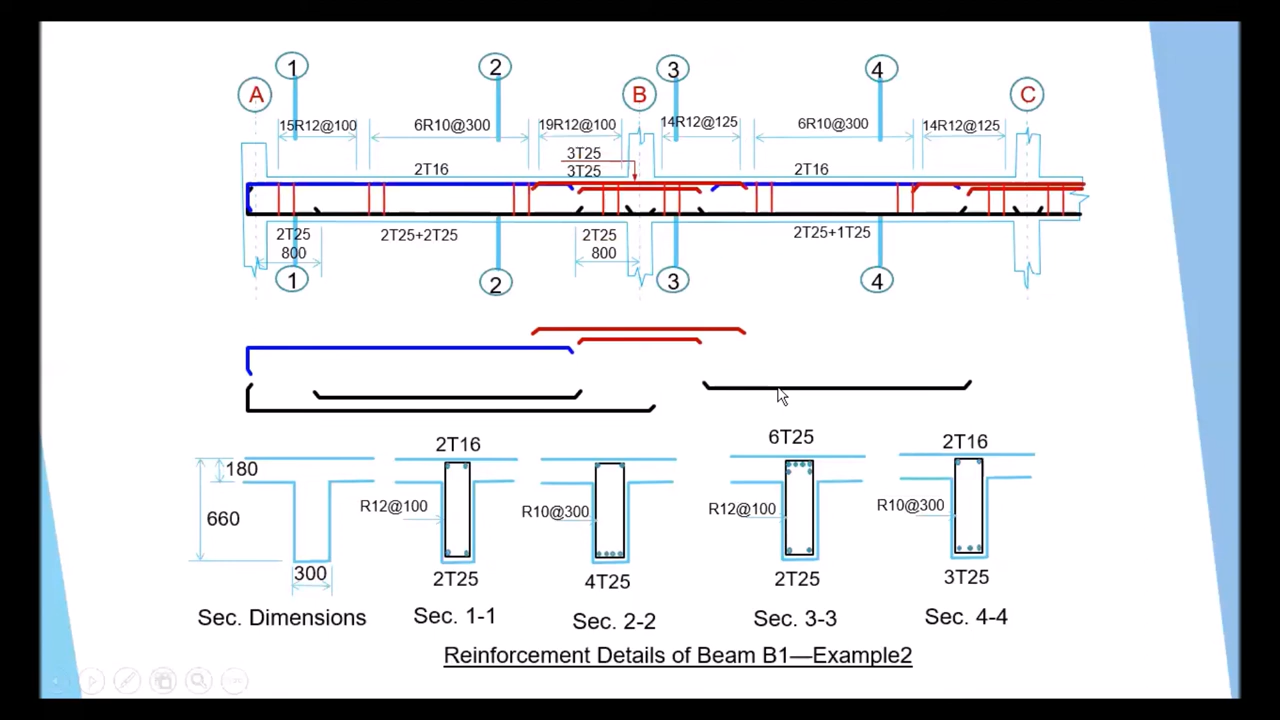 1 2 3 4
A B C
15R12@100 6R10@300 19R12@100 14R12@125 6R10@300 14R12@125
3T25
2T16 3T25 2T16
2T25 2T25+2T25 2T25 2T25+1T25
800 800
1 2 3 4
180
660
300
Sec. Dimensions
2T16
R12@100
2T25
Sec. 1-1
R10@300
4T25
Sec. 2-2
6T25
R12@100
2T25
Sec. 3-3
2T16
R10@300
3T25
Sec. 4-4
Reinforcement Details of Beam B1—Example2